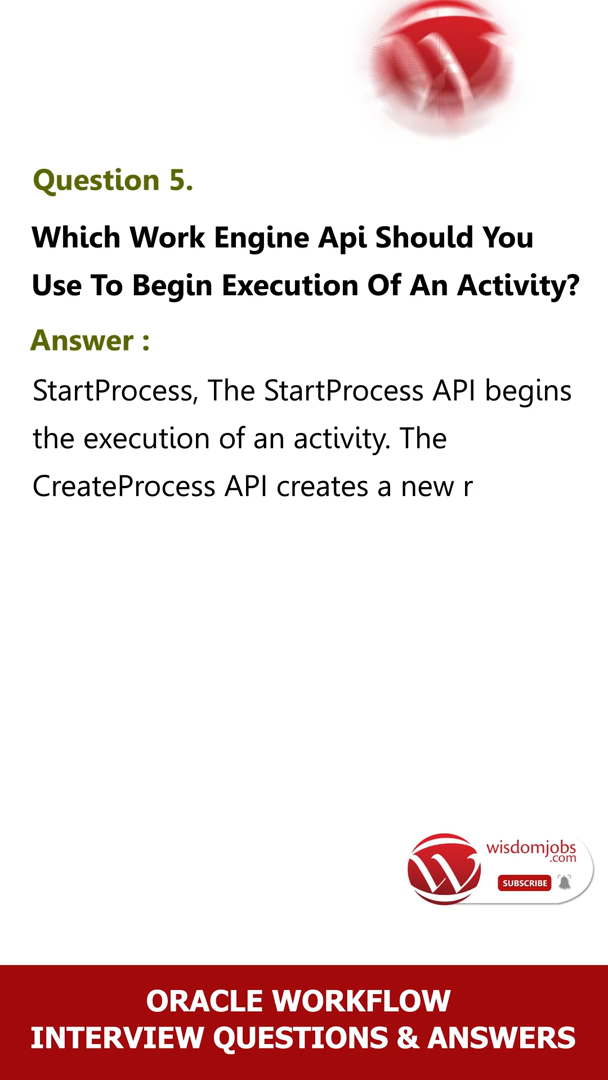 Question 5.
Which Work Engine Api Should You
Use To Begin Execution Of An Activity?
Answer :
StartProcess, The StartProcess API begins
the execution of an activity. The
CreateProcess API creates a new r
wisdomjobs
.com
SUBSCRIBE
ORACLE WORKFLOW
INTERVIEW QUESTIONS & ANSWERS